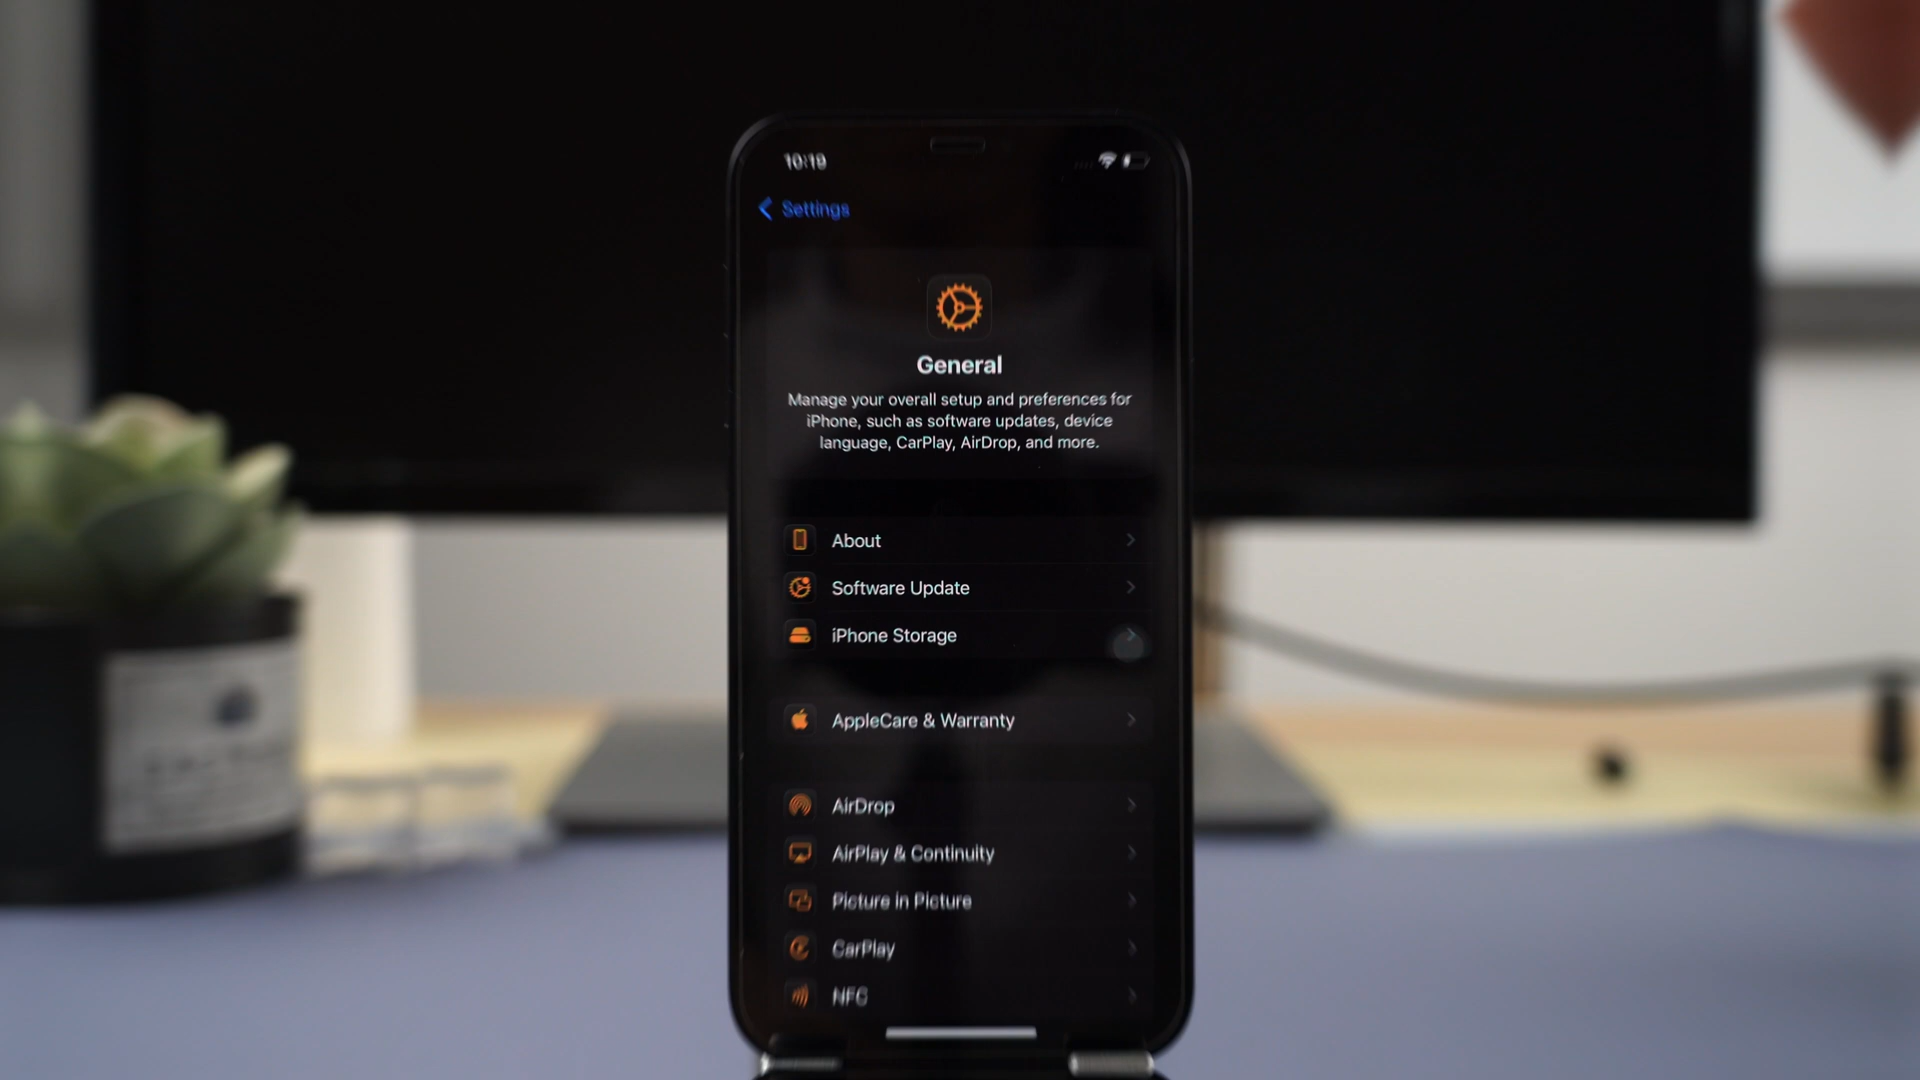 10:19
Settings
General
Manage your overall setup and preferences for
iPhone, such as software updates, device
language, CarPlay, AirDrop, and more.
About
Software Update
iPhone Storage
AppleCare & Warranty
AirDrop
AirPlay & Continuity
Picture in Picture
CarPlay
NFC